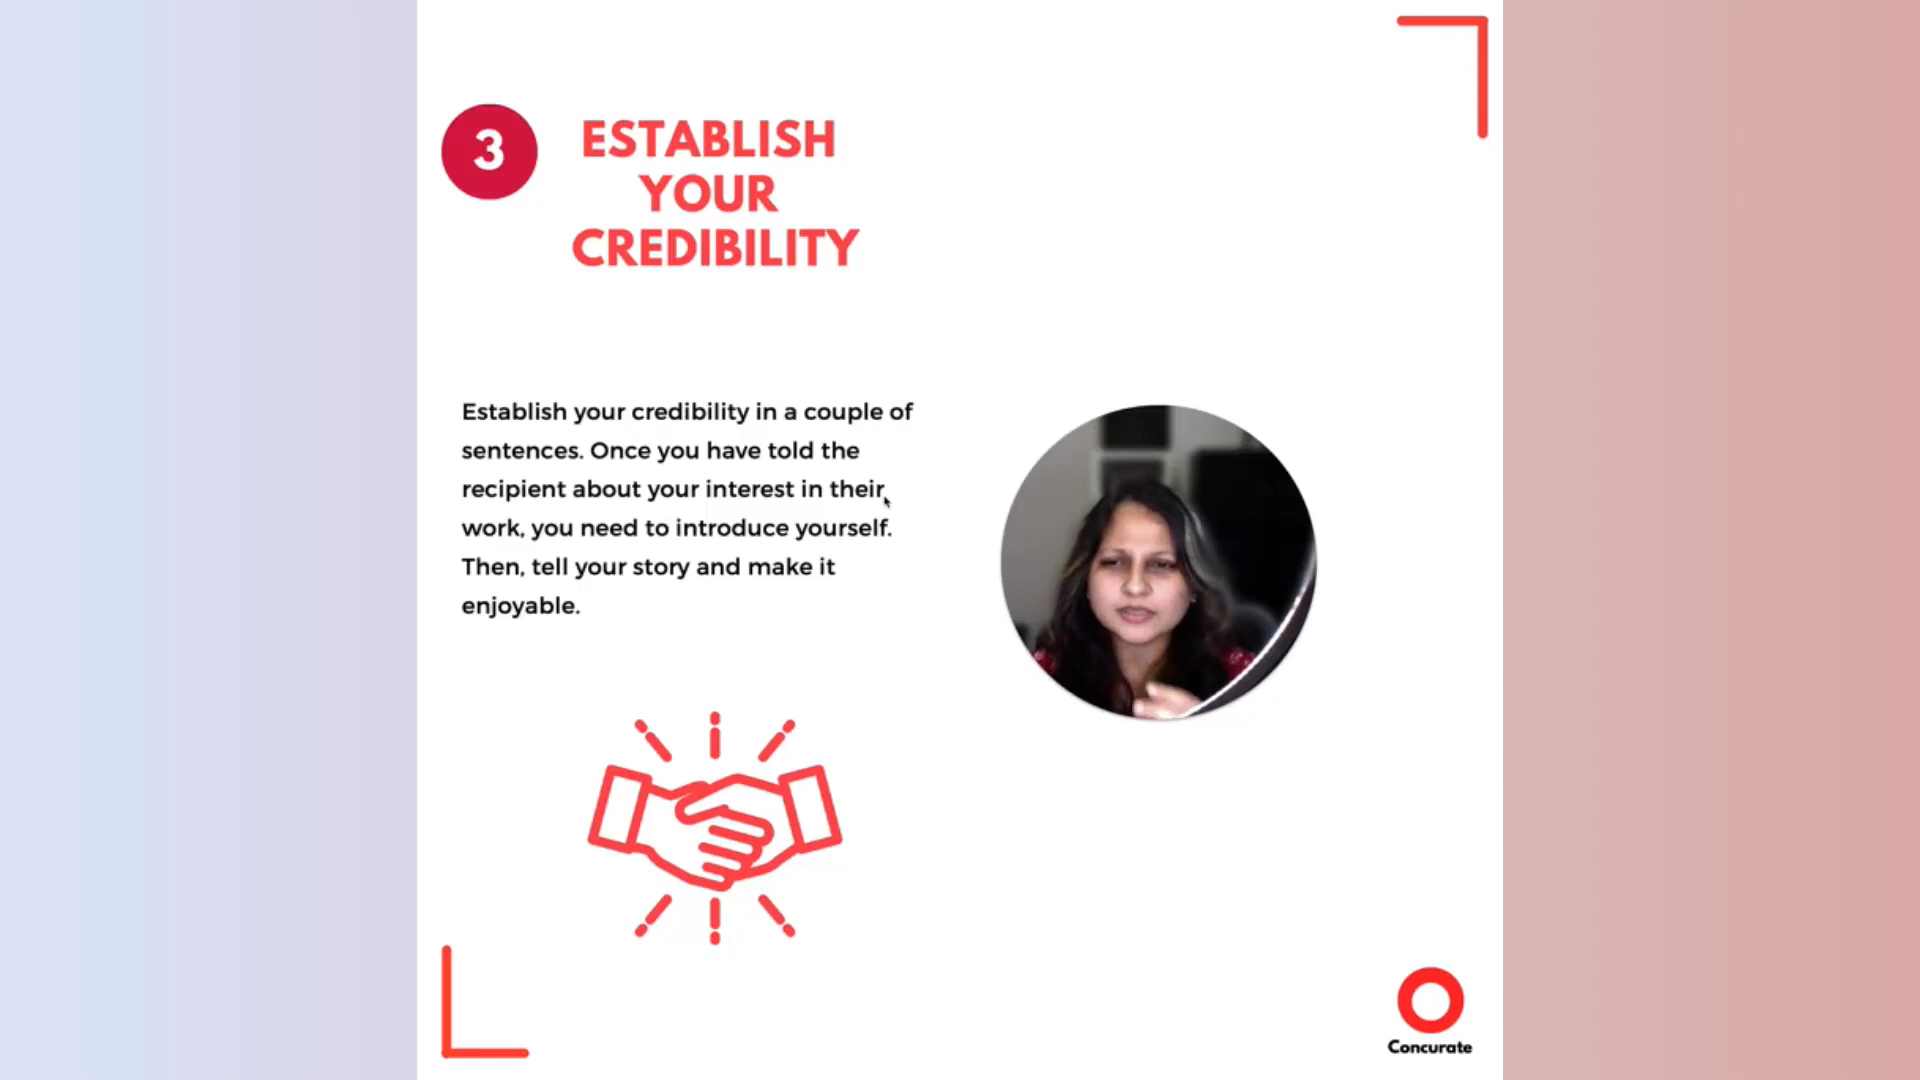 3
ESTABLISH
YOUR
CREDIBILITY
Establish your credibility in a couple of
sentences. Once you have told the
recipient about your interest in their
work, you need to introduce yourself.
Then, tell your story and make it
enjoyable.
Concurate